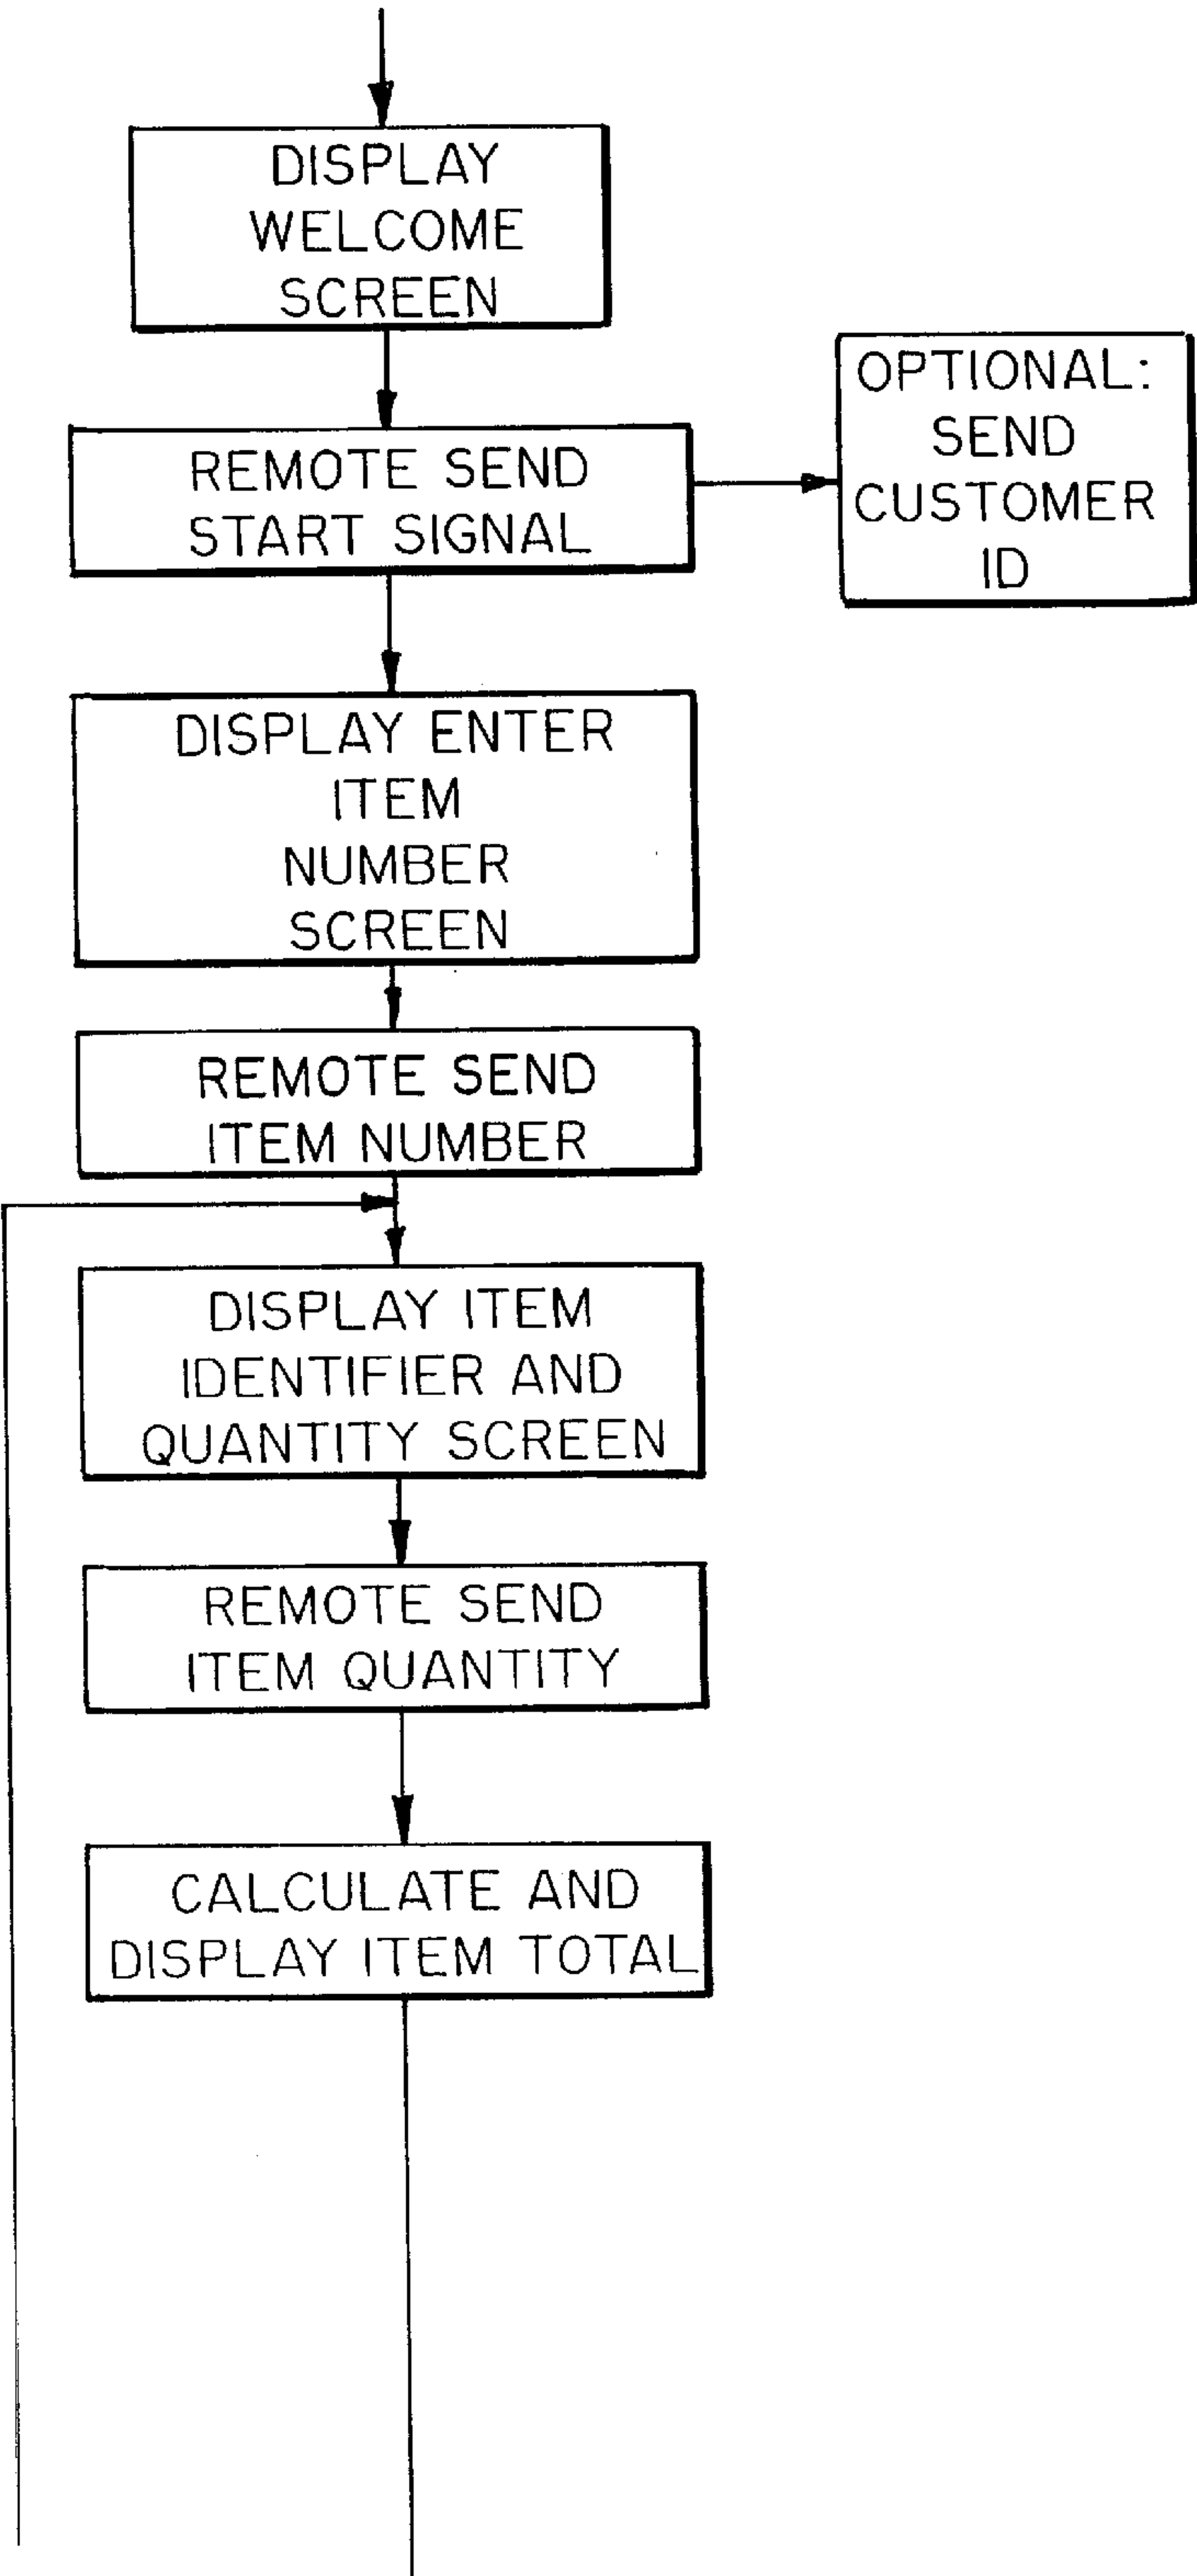 DISPLAY
WELCOME
SCREEN
REMOTE SEND
START SIGNAL
OPTIONAL:
SEND
CUSTOMER
ID
DISPLAY ENTER
ITEM
NUMBER
SCREEN
REMOTE SEND
ITEM NUMBER
DISPLAY ITEM
IDENTIFIER AND
QUANTITY SCREEN
REMOTE SEND
ITEM QUANTITY
CALCULATE AND
DISPLAY ITEM TOTAL